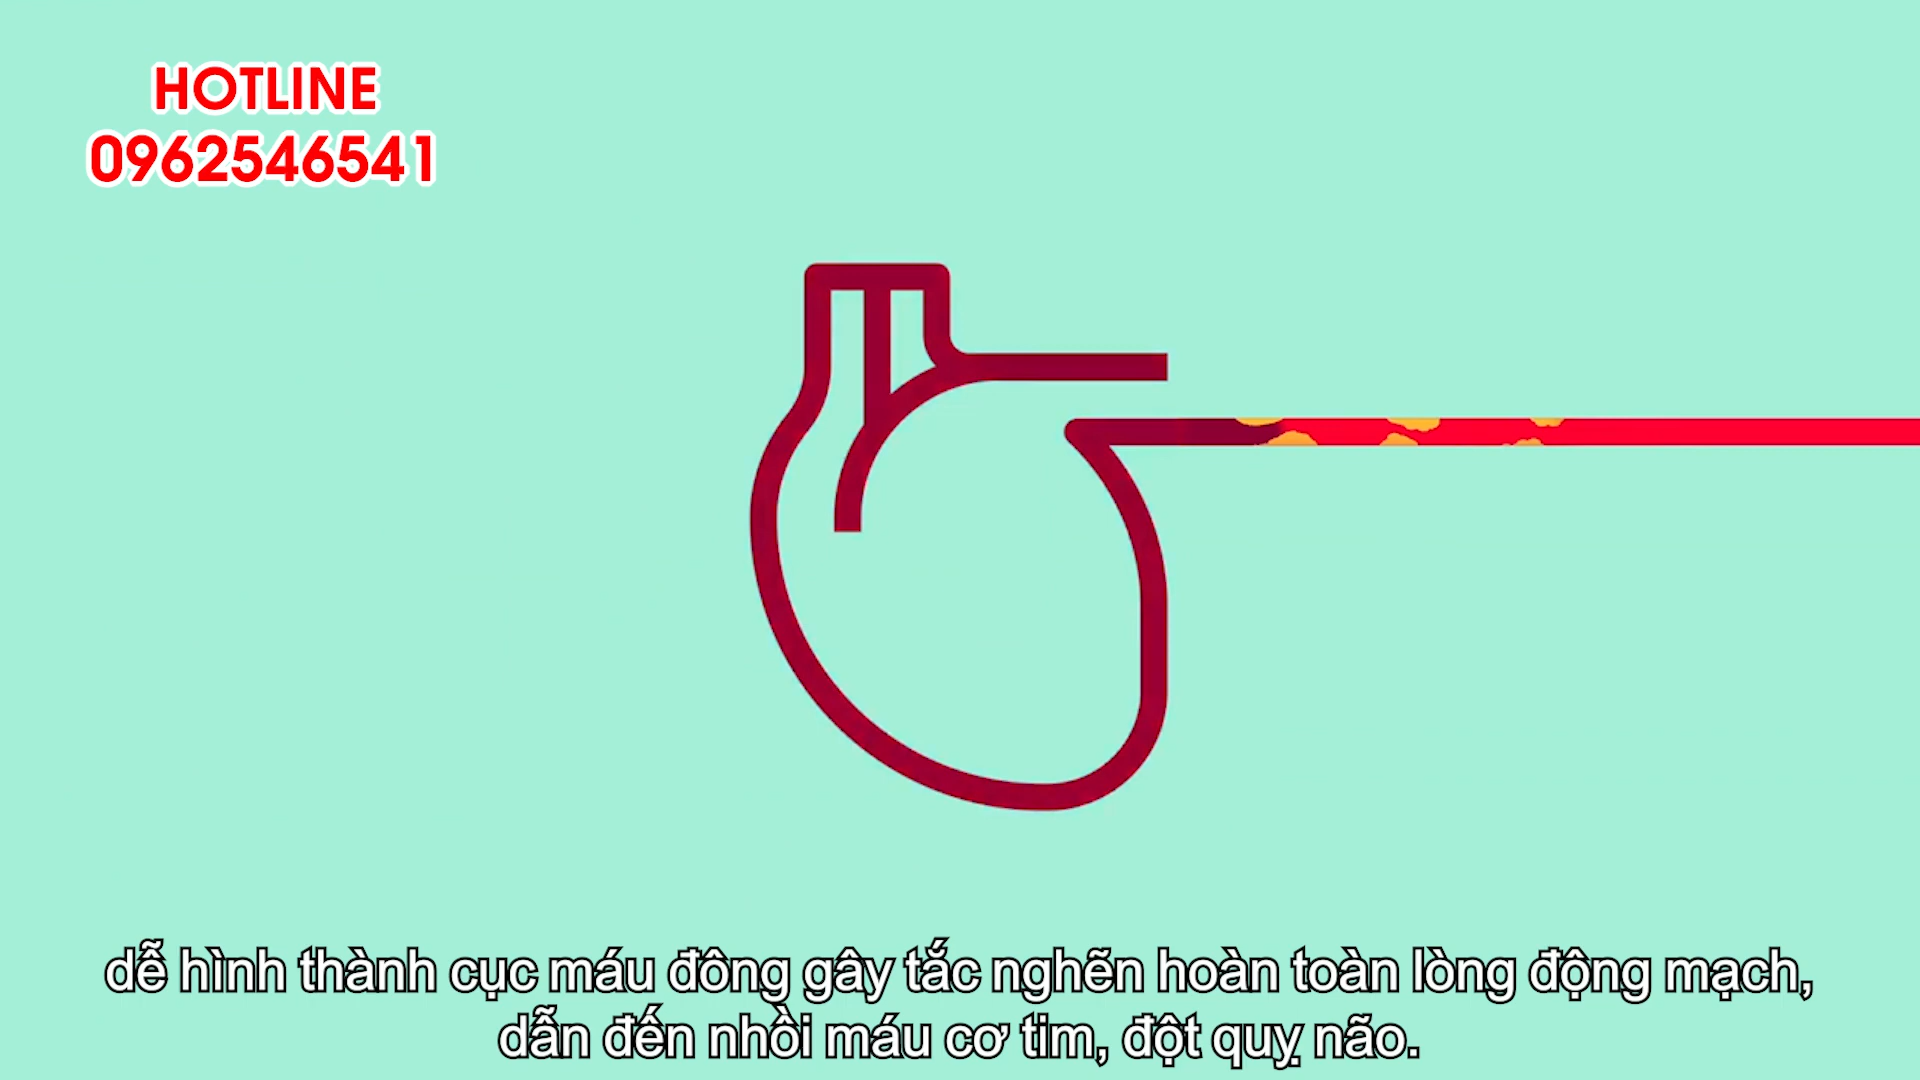 HOTLINE
0962546541
dễ hình thành cục máu đông gây tắc nghẽn hoàn toàn lòng động mạch,
dẫn đến nhồi máu cơ tim, đột quỵ não.